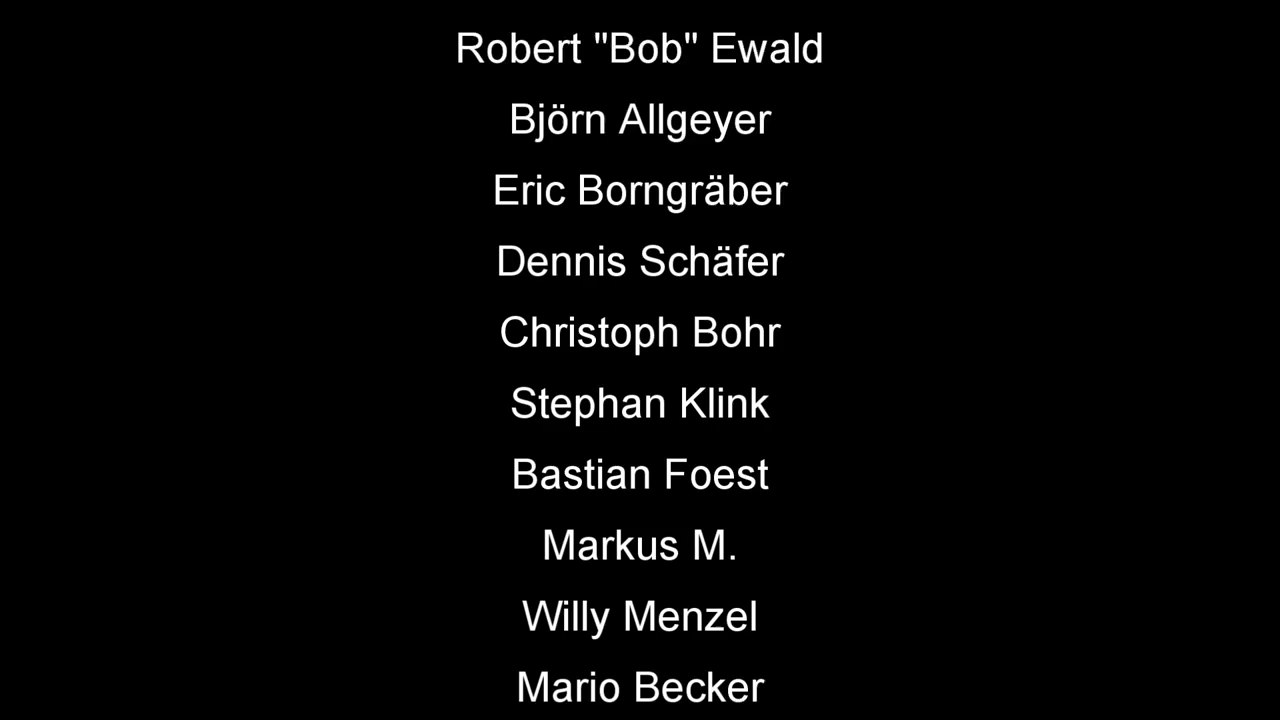 Robert "Bob" Ewald
Björn Allgeyer
Eric Borngräber
Dennis Schäfer
Christoph Bohr
Stephan Klink
Bastian Foest
Markus M.
Willy Menzel
Mario Becker